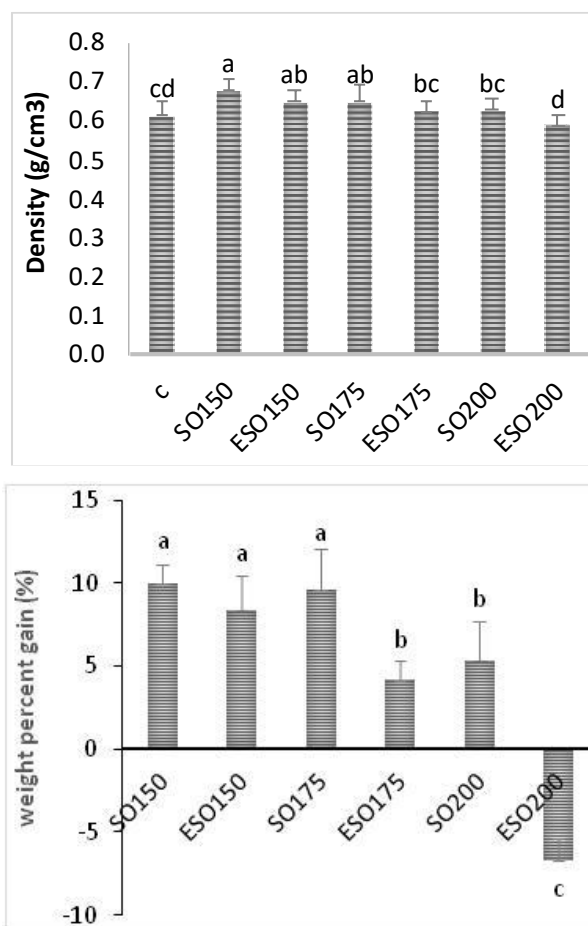 Density (g/cm3)
0.8
0.7
0.6
0.5
0.4
0.3
0.2
0.1
0.0
cd
a
ab
ab
bc
bc
d
c
SO150
ESO150
SO175
ESO175
SO200
ESO200
weight percent gain (%)
15
10
5
0
-5
-10
a
a
a
b
b
c
SO150
ESO150
SO175
ESO175
SO200
ESO200